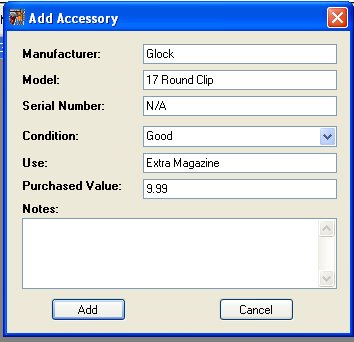 Add Accessory
Manufacturer: Glock
Model: 17 Round Clip
Serial Number: N/A
Condition: Good
Use: Extra Magazine
Purchased Value: 9.99
Notes:
Add Cancel